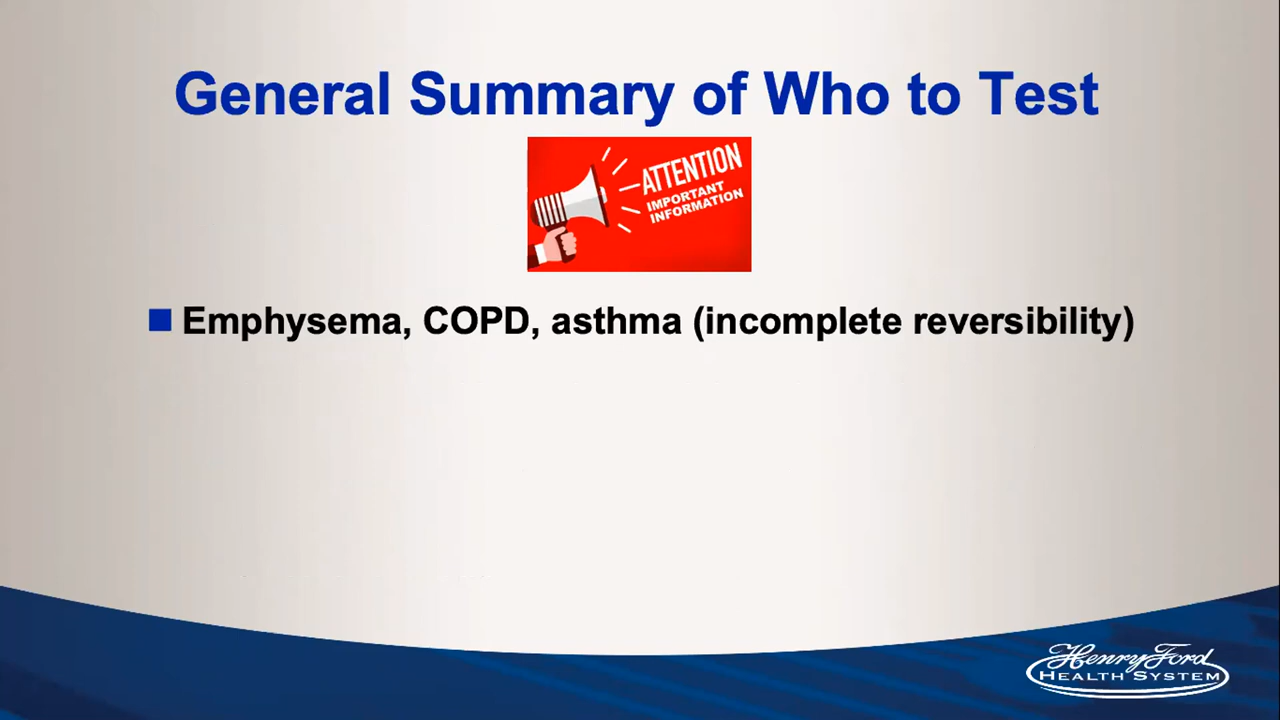 General Summary of Who to Test
ATTENTION
IMPORTANT
INFORMATION
Emphysema, COPD, asthma (incomplete reversibility)
Henry Ford
HEALTH SYSTEM